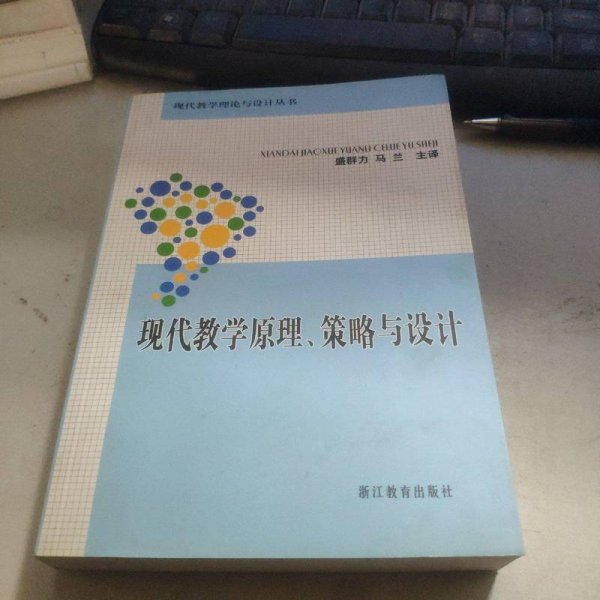 现代教学理论与设计丛书
XIANDAI JIAOXUE YUANLI CELUE YU SHEJI
盛群力 马 兰 主译
现代教学原理、策略与设计
浙江教育出版社